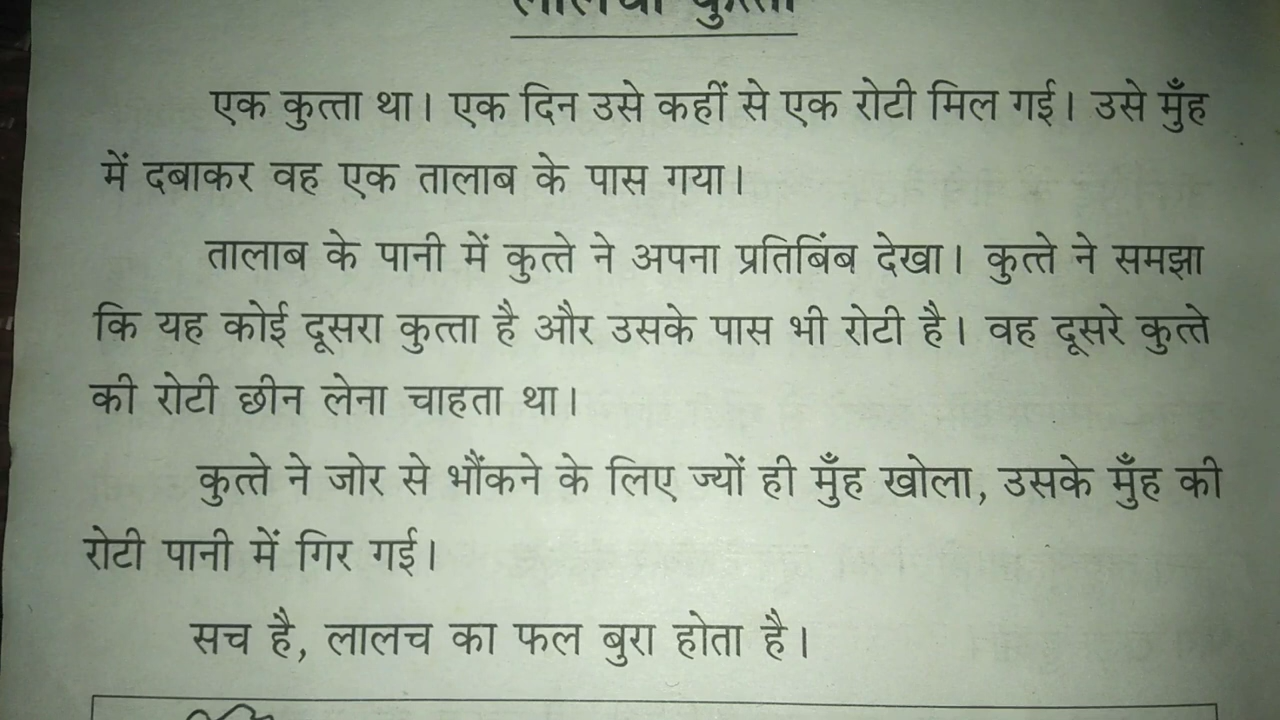 लालची कुत्ता
एक कुत्ता था। एक दिन उसे कहीं से एक रोटी मिल गई। उसे मुँह
में दबाकर वह एक तालाब के पास गया।
तालाब के पानी में कुत्ते ने अपना प्रतिबिंब देखा। कुत्ते ने समझा
कि यह कोई दूसरा कुत्ता है और उसके पास भी रोटी है। वह दूसरे कुत्ते
की रोटी छीन लेना चाहता था।
कुत्ते ने जोर से भौंकने के लिए ज्यों ही मुँह खोला, उसके मुँह की
रोटी पानी में गिर गई।
सच है, लालच का फल बुरा होता है।